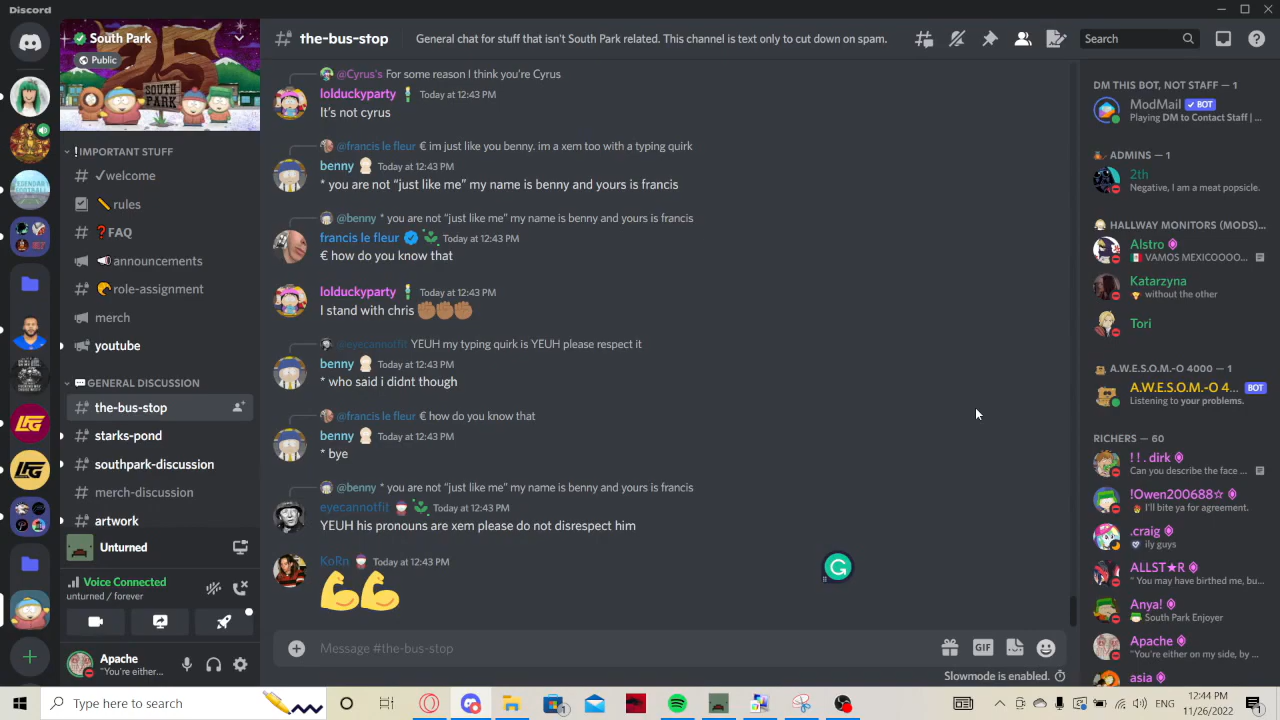 Discord
South Park
Public
35
SOUTH PARK
! IMPORTANT STUFF
✓welcome
rules
❓FAQ
announcements
role-assignment
merch
youtube
GENERAL DISCUSSION
the-bus-stop
starks-pond
southpark-discussion
merch-discussion
artwork
Unturned
Voice Connected
unturned / forever
Apache
"You're either...
the-bus-stop
General chat for stuff that isn't South Park related. This channel is text only to cut down on spam.
Search
@Cyrus's For some reason I think you're Cyrus
lolduckyparty Today at 12:43 PM
It's not cyrus
@francis le fleur € im just like you benny. im a xem too with a typing quirk
benny Today at 12:43 PM
* you are not “just like me” my name is benny and yours is francis
@benny * you are not “just like me” my name is benny and yours is francis
francis le fleur Today at 12:43 PM
€ how do you know that
lolduckyparty Today at 12:43 PM
I stand with chris ✊🏾✊🏾✊🏾
@eyecannotfit YEUH my typing quirk is YEUH please respect it
benny Today at 12:43 PM
* who said i didnt though
@francis le fleur € how do you know that
benny Today at 12:43 PM
* bye
@benny * you are not “just like me” my name is benny and yours is francis
eyecannotfit Today at 12:43 PM
YEUH his pronouns are xem please do not disrespect him
KoRn Today at 12:43 PM
💪💪
Message #the-bus-stop
GIF
Slowmode is enabled.
DM THIS BOT, NOT STAFF — 1
ModMail ✓ BOT
Playing DM to Contact Staff | ...
ADMINS — 1
2th
Negative, I am a meat popsicle.
HALLWAY MONITORS (MODS)...
Alstro
🇲🇽 VAMOS MEXICOOOO...
Katarzyna
without the other
Tori
A.W.E.S.O.M.-O 4000 — 1
A.W.E.S.O.M.-O 4... BOT
Listening to your problems.
RICHERS — 60
! ! . dirk
Can you describe the face ...
!Owen200688☆
I'll bite ya for agreement.
.craig
ily guys
ALLST★R
" You may have birthed me, bu...
Anya!
South Park Enjoyer
Apache
"You're either on my side, by ...
asia
LFG
Type here to search
12:44 PM
11/26/2022